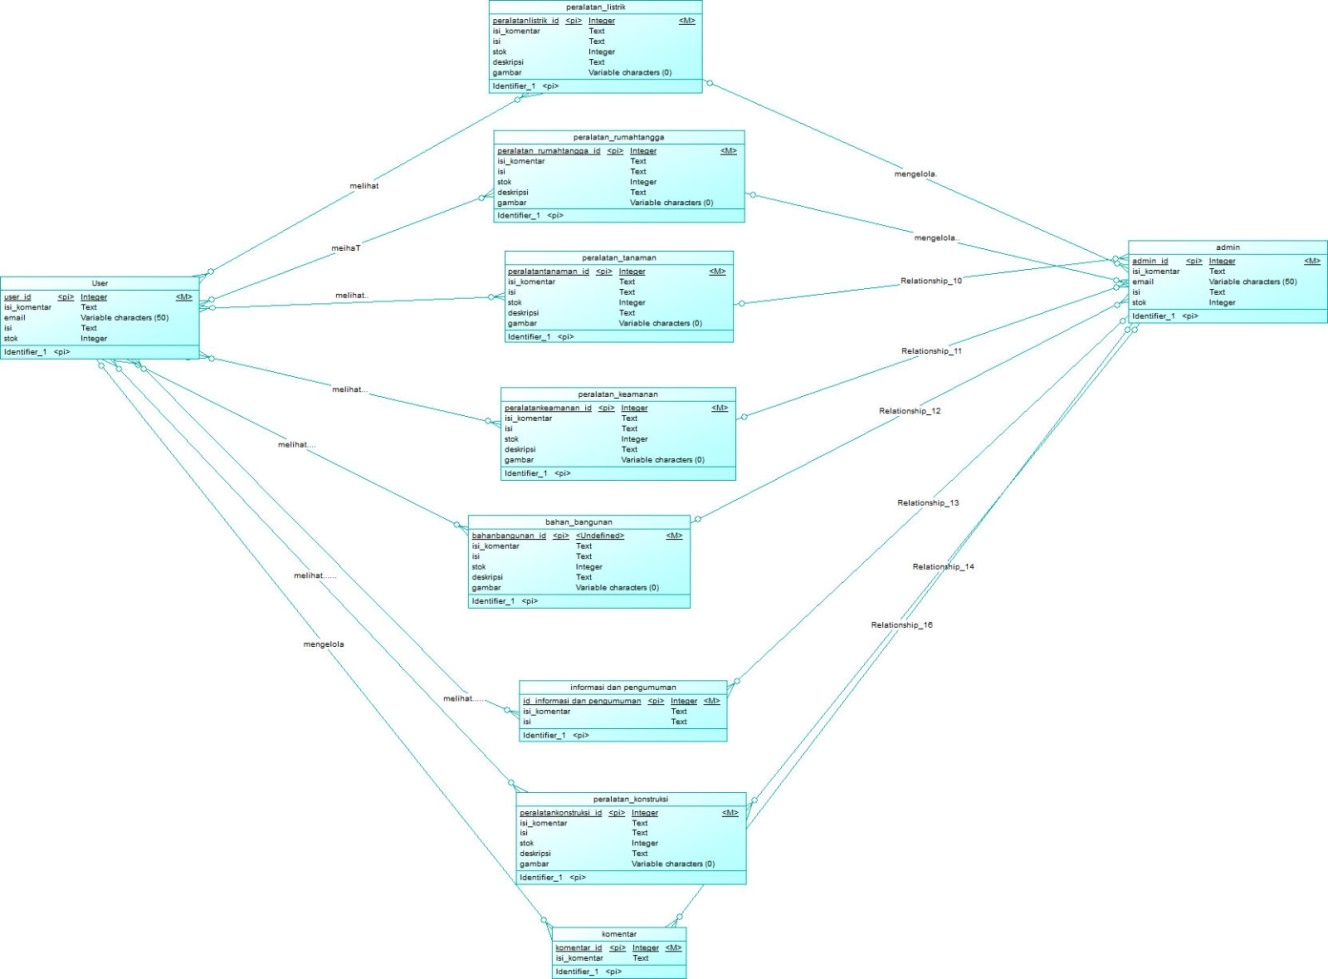 peralatan_listrik
peralatanlistrik_id <pi> Integer <M>
isi_komentar Text
isi Text
stok Integer
deskripsi Text
gambar Variable characters (0)
Identifier_1 <pi>
peralatan_rumahtangga
peralatan_rumahtangga_id <pi> Integer <M>
isi_komentar Text
isi Text
stok Integer
deskripsi Text
gambar Variable characters (0)
Identifier_1 <pi>
mengelola.
melihat
mengelola..
meihaT
peralatan_tanaman
peralatantanaman_id <pi> Integer <M>
isi_komentar Text
isi Text
stok Integer
deskripsi Text
gambar Variable characters (0)
Identifier_1 <pi>
admin
admin_id <pi> Integer <M>
isi_komentar Text
email Variable characters (50)
isi Text
stok Integer
Identifier_1 <pi>
User
user_id <pi> Integer <M>
isi_komentar Text
email Variable characters (50)
isi Text
stok Integer
Identifier_1 <pi>
melihat..
Relationship_10
Relationship_11
melihat...
peralatan_keamanan
peralatankeamanan_id <pi> Integer <M>
isi_komentar Text
isi Text
stok Integer
deskripsi Text
gambar Variable characters (0)
Identifier_1 <pi>
Relationship_12
melihat....
bahan_bangunan
bahanbangunan_id <pi> <Undefined> <M>
isi_komentar Text
isi Text
stok Integer
deskripsi Text
gambar Variable characters (0)
Identifier_1 <pi>
Relationship_13
Relationship_14
melihat......
Relationship_16
mengelola
melihat.....
informasi dan pengumuman
id_informasi dan pengumuman <pi> Integer <M>
isi_komentar Text
isi Text
Identifier_1 <pi>
peralatan_konstruksi
peralatankonstruksi_id <pi> Integer <M>
isi_komentar Text
isi Text
stok Integer
deskripsi Text
gambar Variable characters (0)
Identifier_1 <pi>
komentar
komentar_id <pi> Integer <M>
isi_komentar Text
Identifier_1 <pi>